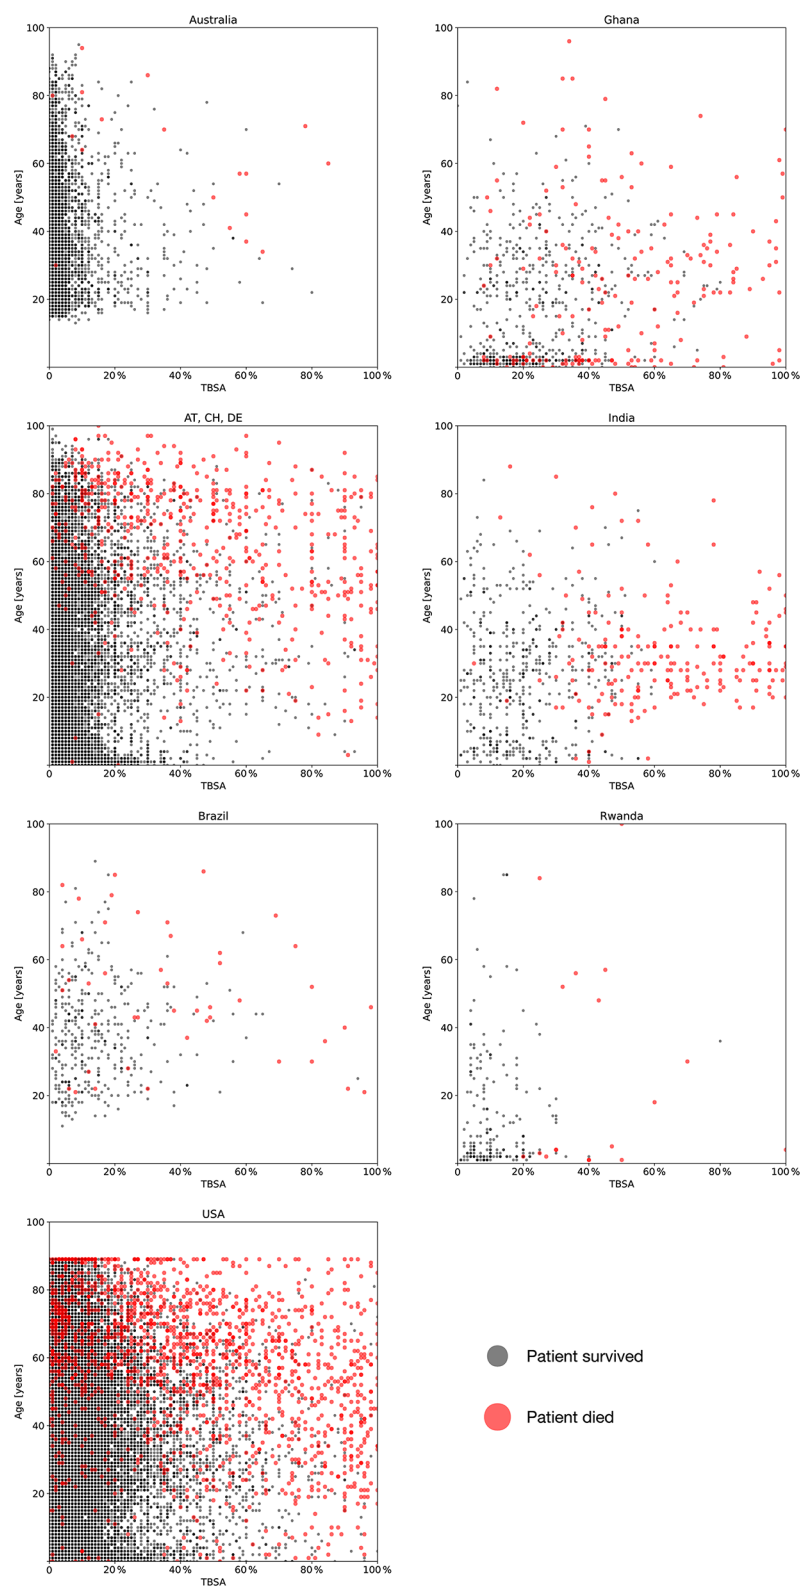 Australia
100
80
60
40
20
Age [years]
0 20% 40% 60% 80% 100%
TBSA
Ghana
100
80
60
40
20
Age [years]
0 20% 40% 60% 80% 100%
TBSA
AT, CH, DE
100
80
60
40
20
Age [years]
0 20% 40% 60% 80% 100%
TBSA
India
100
80
60
40
20
Age [years]
0 20% 40% 60% 80% 100%
TBSA
Brazil
100
80
60
40
20
Age [years]
0 20% 40% 60% 80% 100%
TBSA
Rwanda
100
80
60
40
20
Age [years]
0 20% 40% 60% 80% 100%
TBSA
USA
100
80
60
40
20
Age [years]
0 20% 40% 60% 80% 100%
TBSA
Patient survived
Patient died